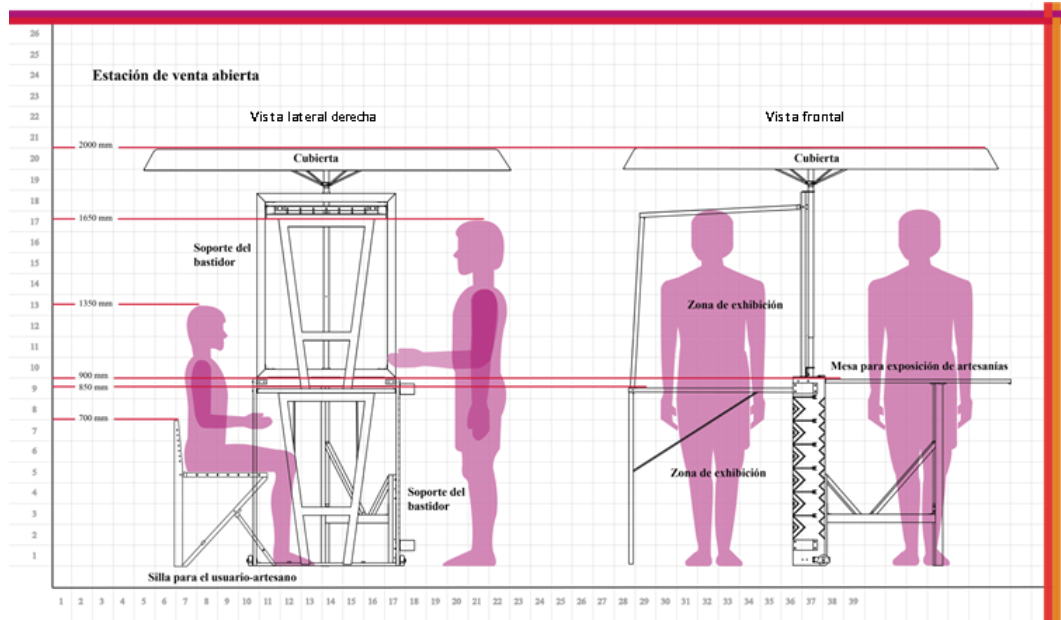 26
25
24
23
22
21
20
19
18
17
16
15
14
13
12
11
10
9
8
7
6
5
4
3
2
1
Estación de venta abierta
Vista lateral derecha
Vista frontal
2000 mm
Cubierta
Cubierta
1650 mm
Soporte del
bastidor
1350 mm
Zona de exhibición
900 mm
Mesa para exposición de artesanías
850 mm
700 mm
Zona de exhibición
Soporte del
bastidor
Silla para el usuario-artesano
1 2 3 4 5 6 7 8 9 10 11 12 13 14 15 16 17 18 19 20 21 22 23 24 25 26 27 28 29 30 31 32 33 34 35 36 37 38 39